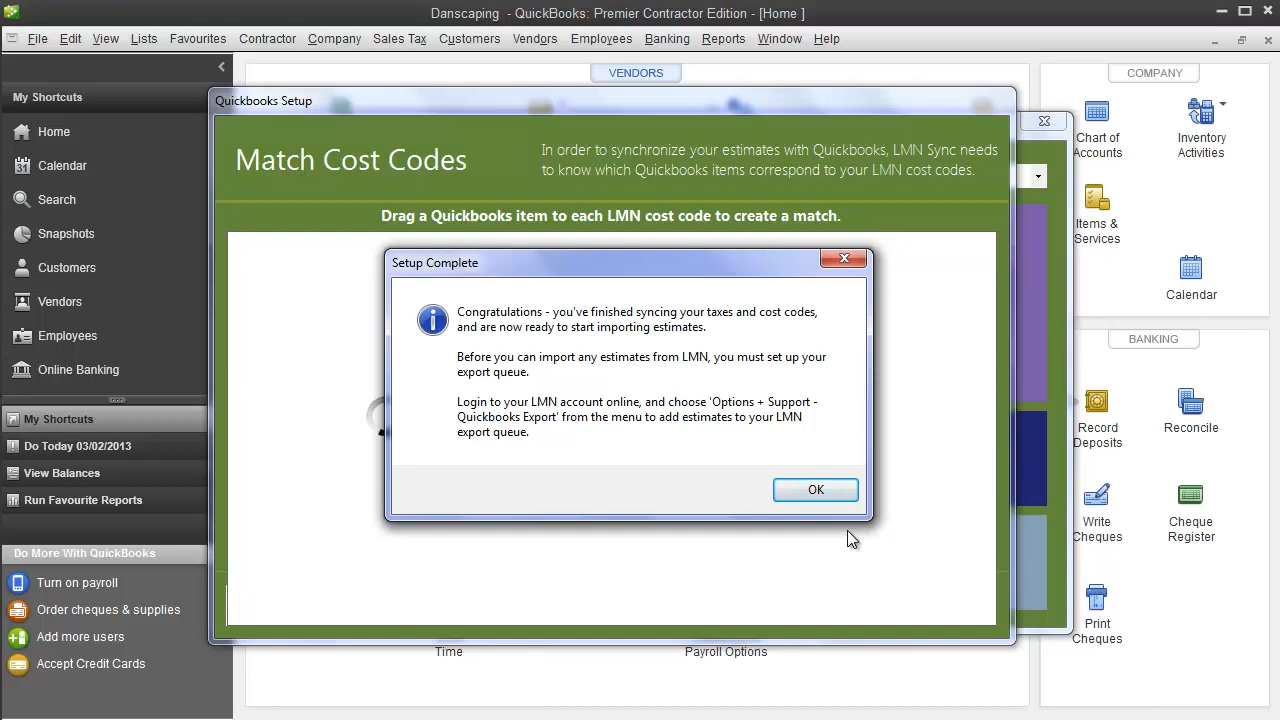 Danscaping - QuickBooks: Premier Contractor Edition - [Home ]
File Edit View Lists Favourites Contractor Company Sales Tax Customers Vendors Employees Banking Reports Window Help
My Shortcuts
Home
Calendar
Search
Snapshots
Customers
Vendors
Employees
Online Banking
My Shortcuts
Do Today 03/02/2013
View Balances
Run Favourite Reports
Do More With QuickBooks
Turn on payroll
Order cheques & supplies
Add more users
Accept Credit Cards
VENDORS
Quickbooks Setup
Match Cost Codes
In order to synchronize your estimates with Quickbooks, LMN Sync needs
to know which Quickbooks items correspond to your LMN cost codes.
Drag a Quickbooks item to each LMN cost code to create a match.
Setup Complete
Congratulations - you've finished syncing your taxes and cost codes,
and are now ready to start importing estimates.
Before you can import any estimates from LMN, you must set up your
export queue.
Login to your LMN account online, and choose 'Options + Support -
Quickbooks Export' from the menu to add estimates to your LMN
export queue.
OK
Time
Payroll Options
COMPANY
Chart of
Accounts
Inventory
Activities
Items &
Services
Calendar
BANKING
Record
Deposits
Reconcile
Write
Cheques
Cheque
Register
Print
Cheques